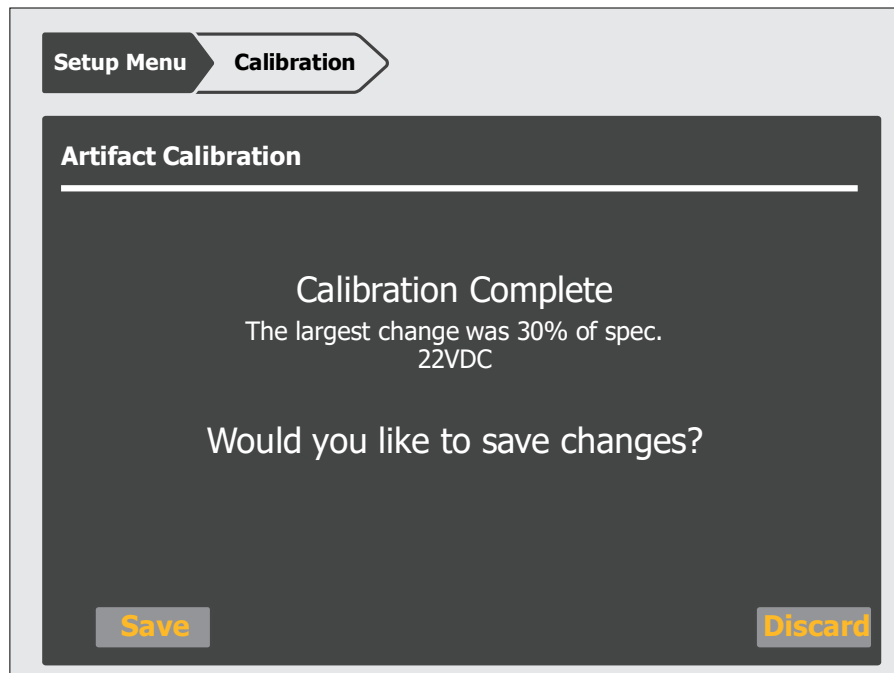 Setup Menu
Calibration
Artifact Calibration
Calibration Complete
The largest change was 30% of spec.
22VDC
Would you like to save changes?
Save
Discard